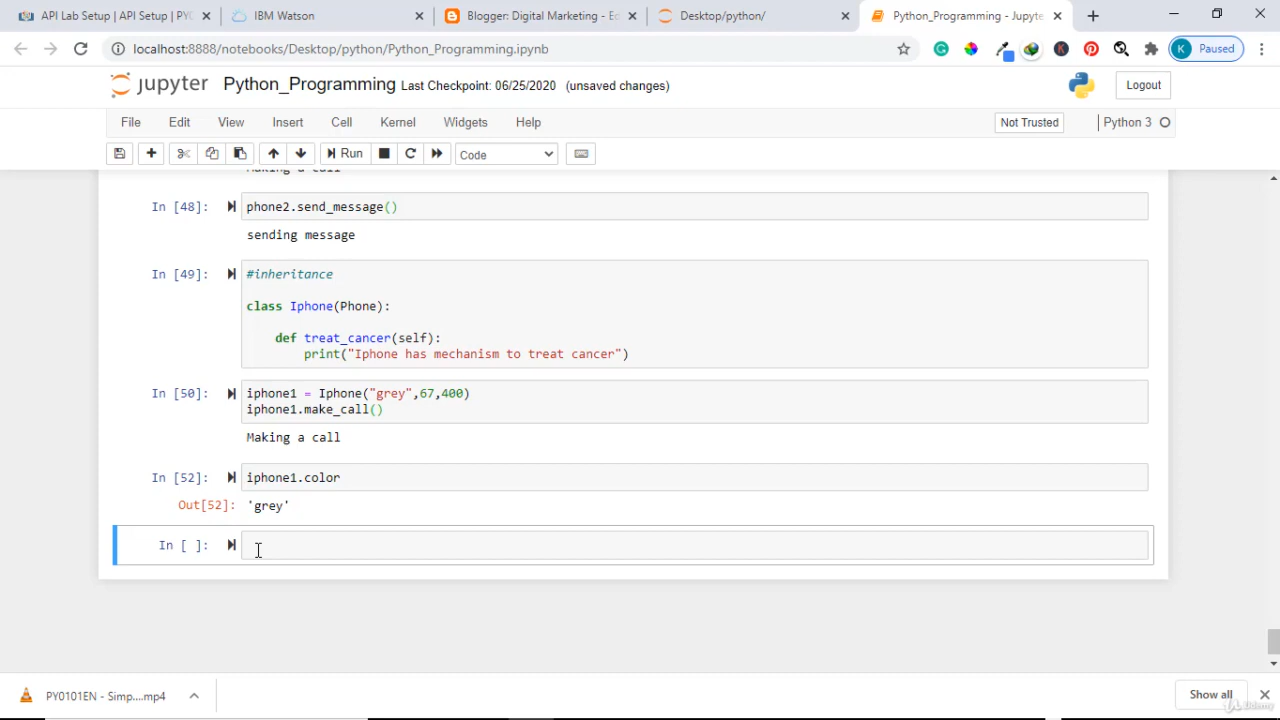 API Lab Setup | API Setup | PYC
IBM Watson
Blogger: Digital Marketing - Ed
Desktop/python/
Python_Programming - Jupyte
localhost:8888/notebooks/Desktop/python/Python_Programming.ipynb
K Paused
jupyter Python_Programming Last Checkpoint: 06/25/2020 (unsaved changes)
Logout
File Edit View Insert Cell Kernel Widgets Help
Not Trusted
Python 3
Run
Code
Making a call
In [48]: phone2.send_message()
sending message
In [49]: #inheritance
class Iphone(Phone):
def treat_cancer(self):
print("Iphone has mechanism to treat cancer")
In [50]: iphone1 = Iphone("grey",67,400)
iphone1.make_call()
Making a call
In [52]: iphone1.color
Out[52]: 'grey'
In [ ]:
PY0101EN - Simp....mp4
Show all
Udemy